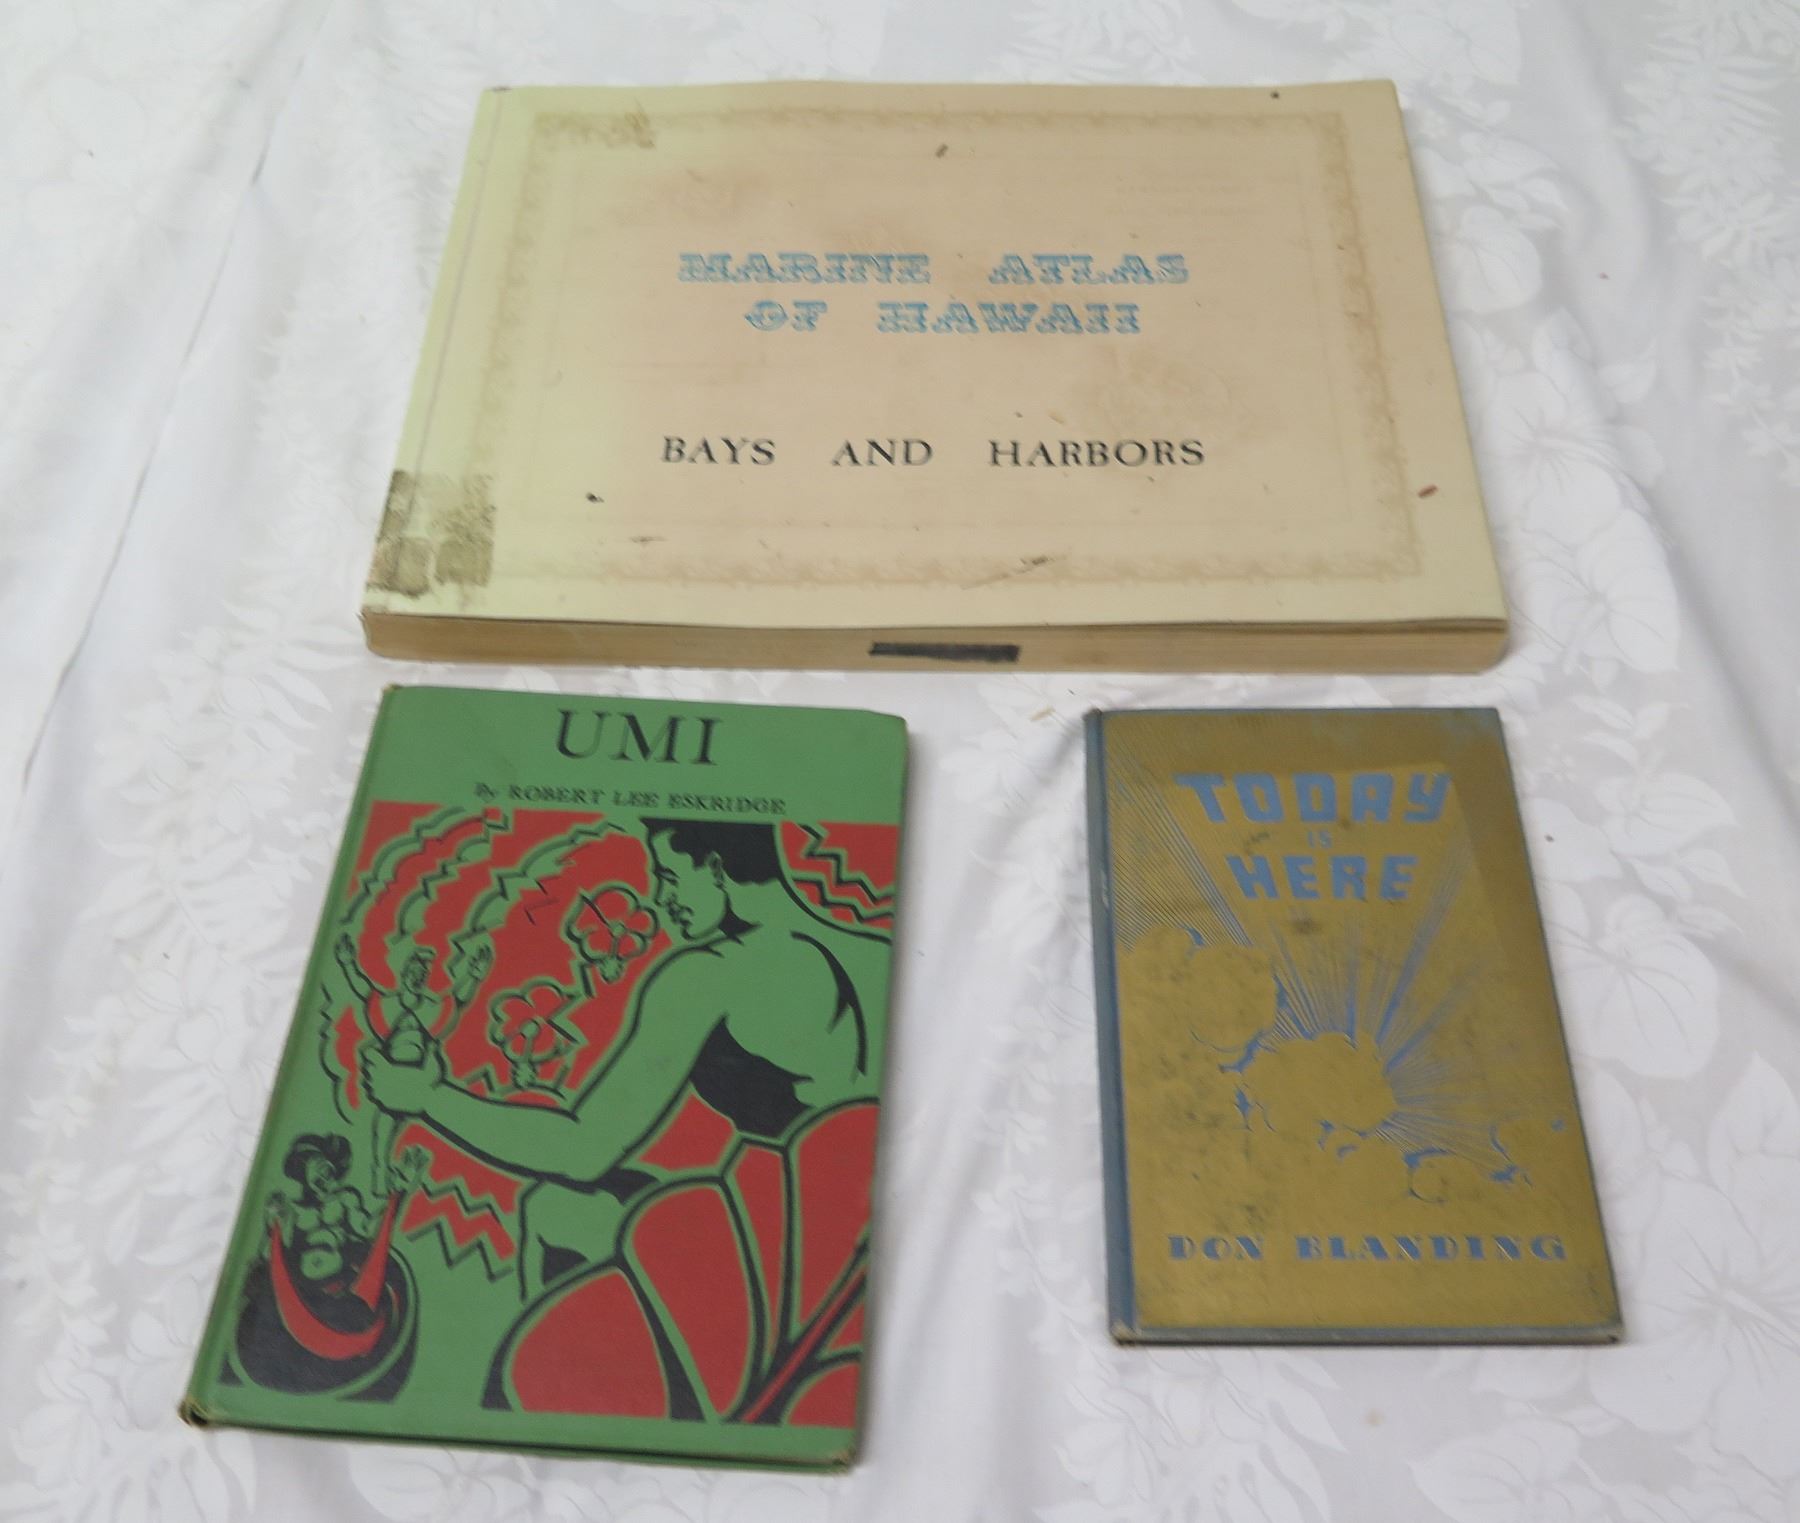 MARINE ATLAS
OF HAWAII
BAYS AND HARBORS
UMI
By ROBERT LEE ESKRIDGE
TODAY
IS
HERE
DON BLANDING